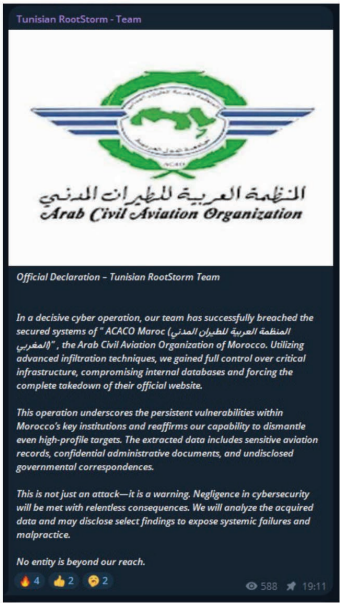 Tunisian RootStorm - Team
ACAO
المنظمة العربية للطيران المدني
Arab Civil Aviation Organization
Official Declaration – Tunisian RootStorm Team
In a decisive cyber operation, our team has successfully breached the
secured systems of " ACACO Maroc (المنظمة العربية للطيران المدني
المغربي)" , the Arab Civil Aviation Organization of Morocco. Utilizing
advanced infiltration techniques, we gained full control over critical
infrastructure, compromising internal databases and forcing the
complete takedown of their official website.
This operation underscores the persistent vulnerabilities within
Morocco’s key institutions and reaffirms our capability to dismantle
even high-profile targets. The extracted data includes sensitive aviation
records, confidential administrative documents, and undisclosed
governmental correspondences.
This is not just an attack—it is a warning. Negligence in cybersecurity
will be met with relentless consequences. We will analyze the acquired
data and may disclose select findings to expose systemic failures and
malpractice.
No entity is beyond our reach.
4 2 2 588 19:11